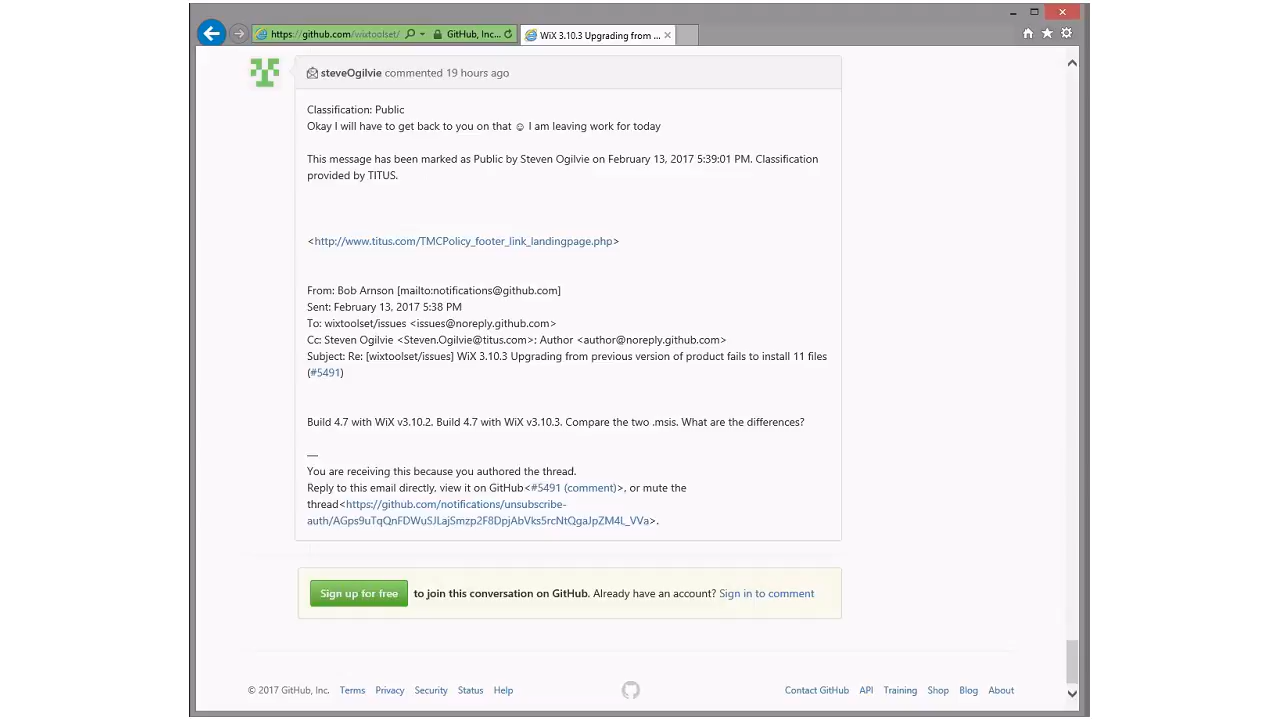 https://github.com/wixtoolset/
GitHub, Inc...
WiX 3.10.3 Upgrading from ...
steveOgilvie commented 19 hours ago
Classification: Public
Okay I will have to get back to you on that ☺ I am leaving work for today
This message has been marked as Public by Steven Ogilvie on February 13, 2017 5:39:01 PM. Classification
provided by TITUS.
<http://www.titus.com/TMCPolicy_footer_link_landingpage.php>
From: Bob Arnson [mailto:notifications@github.com]
Sent: February 13, 2017 5:38 PM
To: wixtoolset/issues <issues@noreply.github.com>
Cc: Steven Ogilvie <Steven.Ogilvie@titus.com>; Author <author@noreply.github.com>
Subject: Re: [wixtoolset/issues] WiX 3.10.3 Upgrading from previous version of product fails to install 11 files
(#5491)
Build 4.7 with WiX v3.10.2. Build 4.7 with WiX v3.10.3. Compare the two .msis. What are the differences?
—
You are receiving this because you authored the thread.
Reply to this email directly, view it on GitHub<#5491 (comment)>, or mute the
thread<https://github.com/notifications/unsubscribe-
auth/AGps9uTqQnFDWuSJLajSmzp2F8DpjAbVks5rcNtQgaJpZM4L_VVa>.
Sign up for free to join this conversation on GitHub. Already have an account? Sign in to comment
© 2017 GitHub, Inc. Terms Privacy Security Status Help
Contact GitHub API Training Shop Blog About